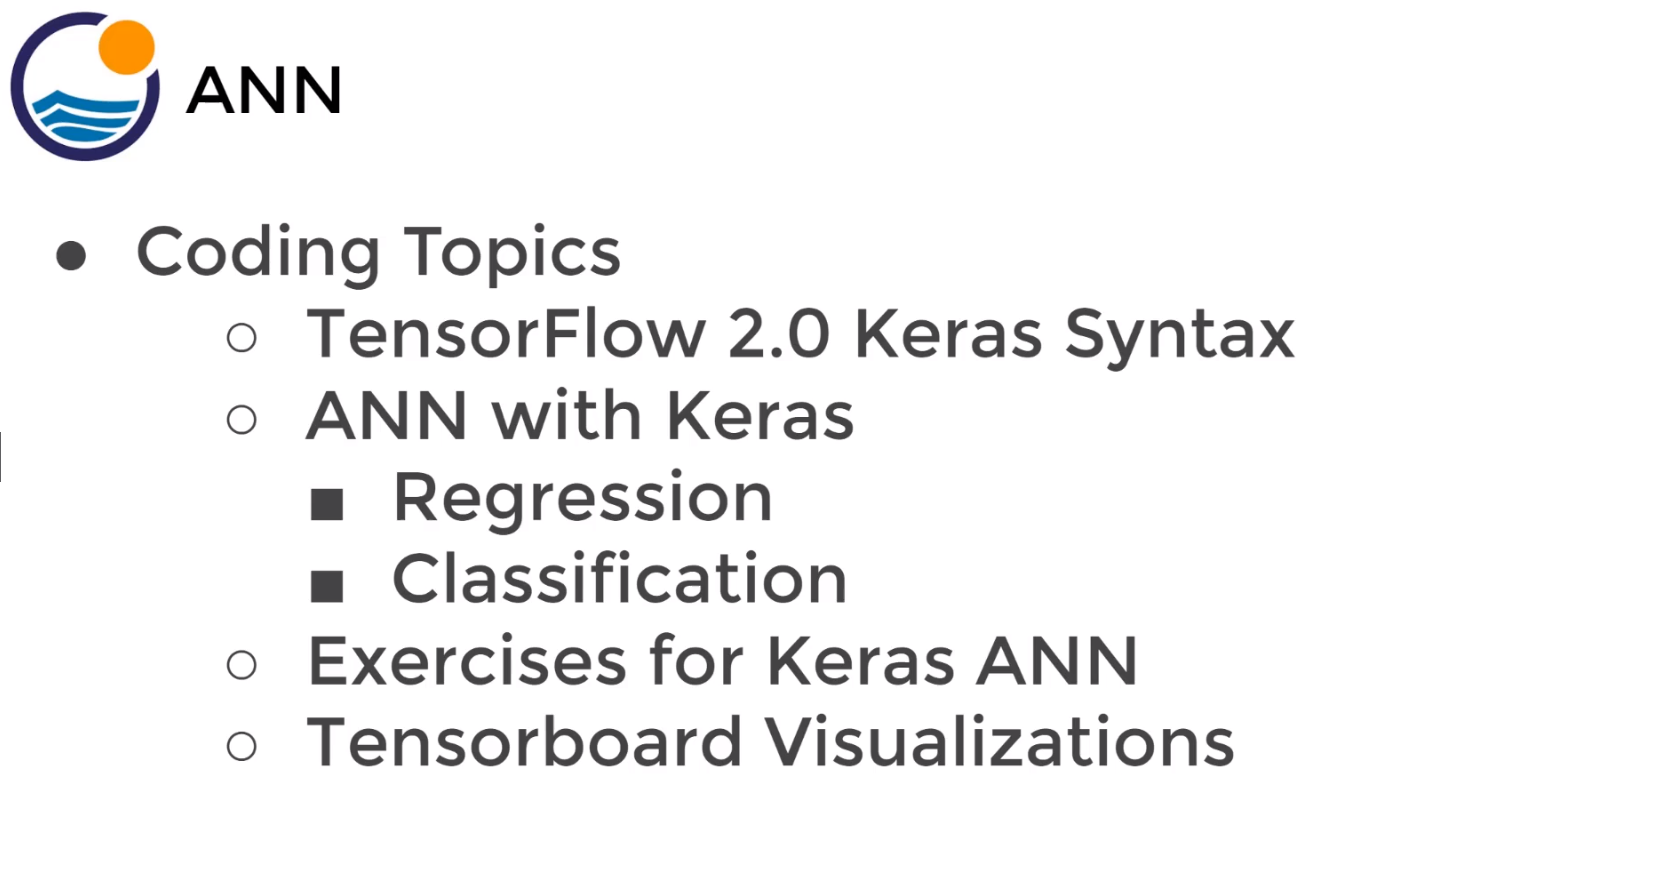 ANN
● Coding Topics
○ TensorFlow 2.0 Keras Syntax
○ ANN with Keras
■ Regression
■ Classification
○ Exercises for Keras ANN
○ Tensorboard Visualizations